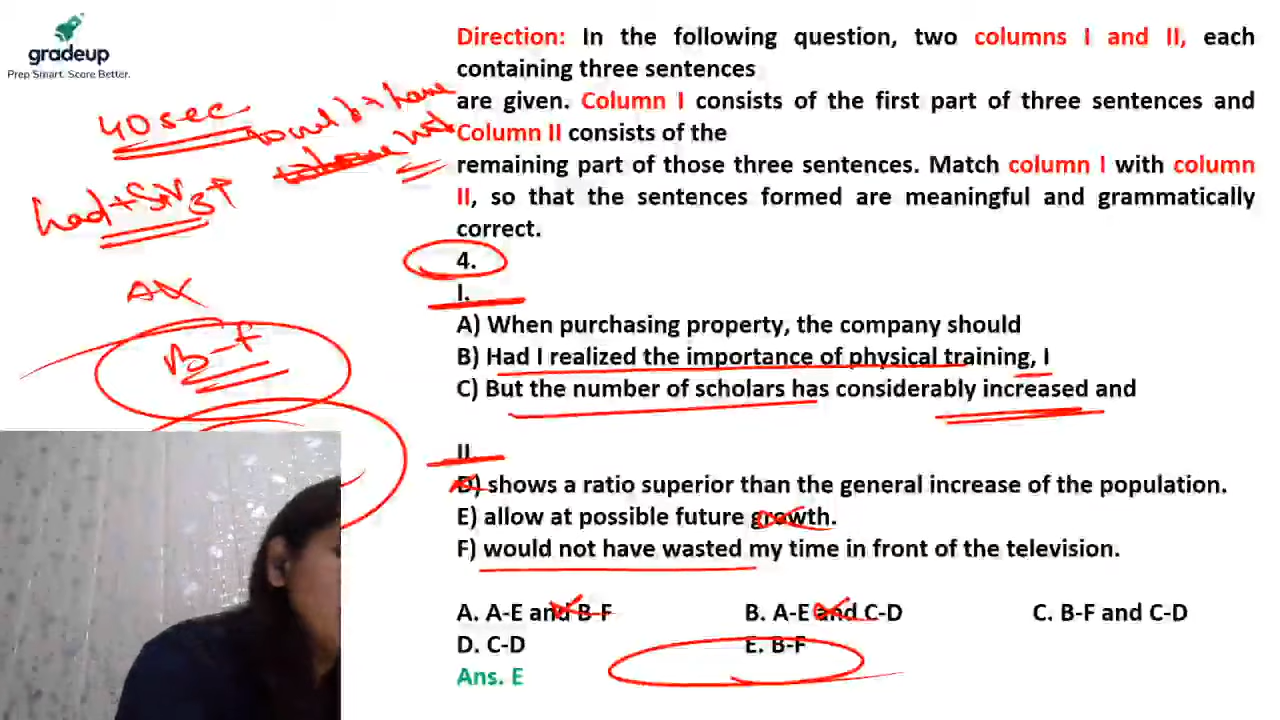 gradeup
Prep Smart. Score Better.
Direction: In the following question, two columns I and II, each
containing three sentences
are given. Column I consists of the first part of three sentences and
Column II consists of the
remaining part of those three sentences. Match column I with column
II, so that the sentences formed are meaningful and grammatically
correct.
40 sec
had+S+V3+
4.
I.
A) When purchasing property, the company should
B) Had I realized the importance of physical training, I
C) But the number of scholars has considerably increased and
A
B-F
II
D) shows a ratio superior than the general increase of the population.
E) allow at possible future growth.
F) would not have wasted my time in front of the television.
A. A-E and B-F B. A-E and C-D C. B-F and C-D
D. C-D E. B-F
Ans. E